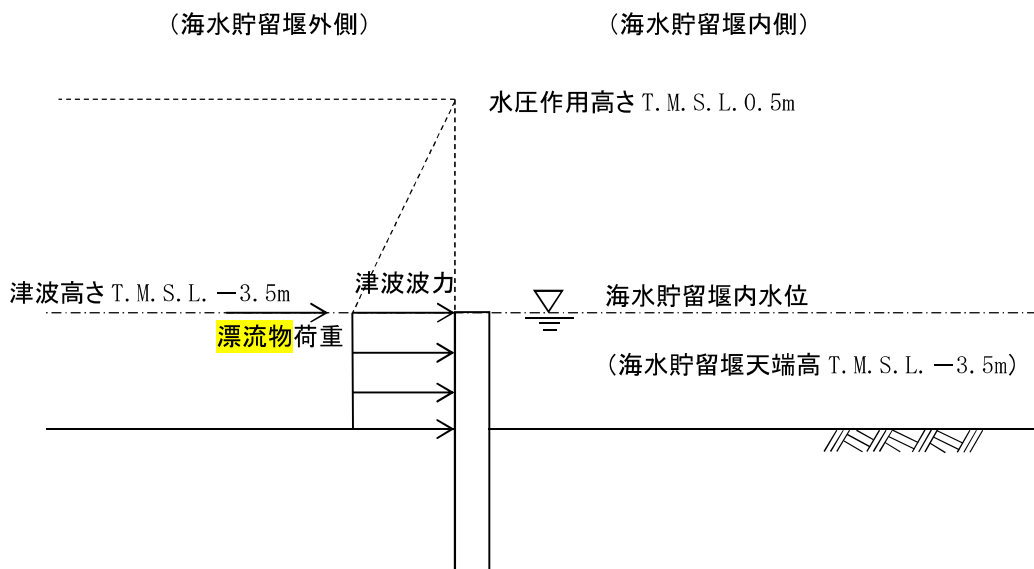 (海水貯留堰外側)
(海水貯留堰内側)
水圧作用高さ T.M.S.L.0.5m
津波高さ T.M.S.L.-3.5m
津波波力
海水貯留堰内水位
漂流物荷重
(海水貯留堰天端高 T.M.S.L.-3.5m)